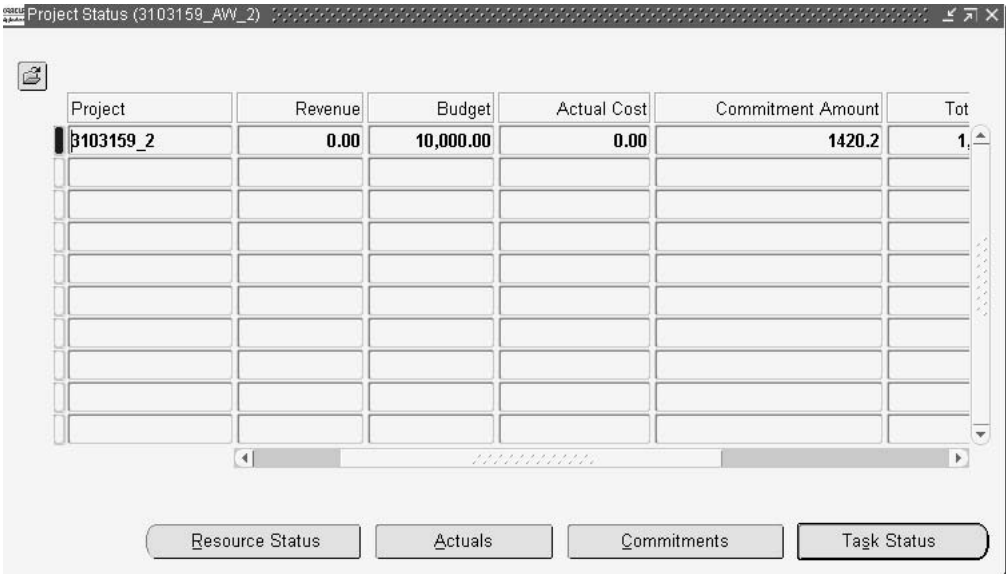 Project Status (3103159_AW_2)
Project Revenue Budget Actual Cost Commitment Amount Tot
3103159_2 0.00 10,000.00 0.00 1420.2 1,
Resource Status Actuals Commitments Task Status